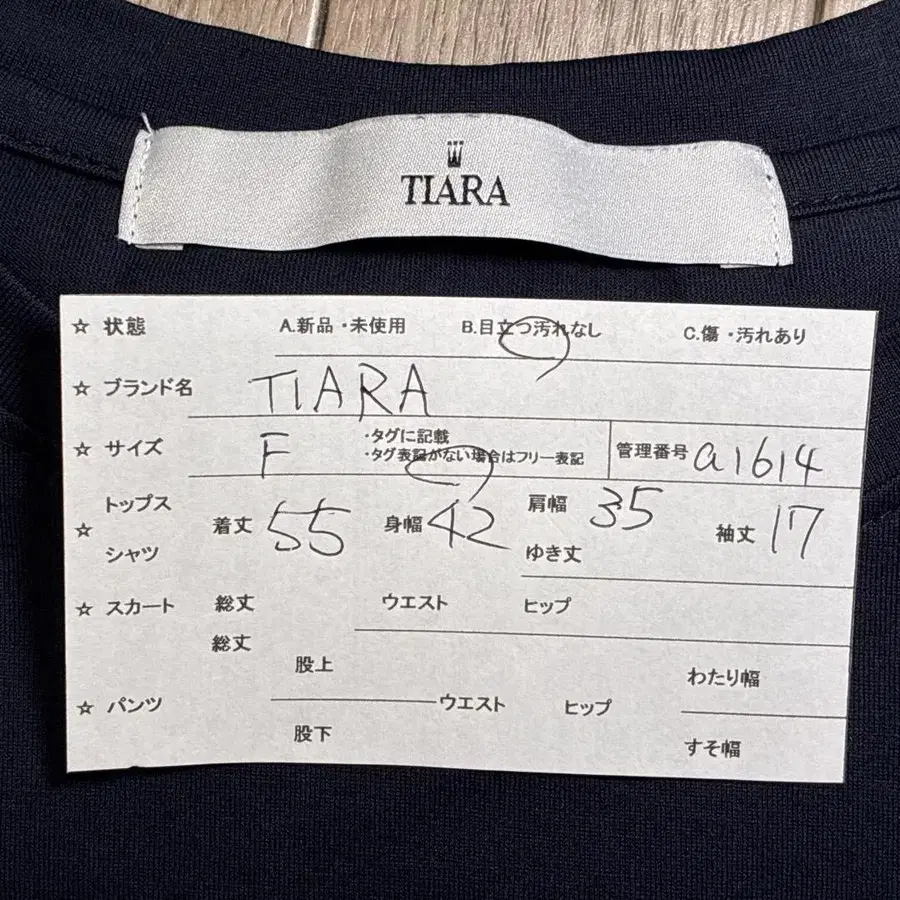 TIARA
☆ 状態 A.新品・未使用 B.目立つ汚れなし C.傷・汚れあり
☆ ブランド名 TIARA
☆ サイズ F ・タグに記載
・タグ表記がない場合はフリー表記 管理番号 a1614
☆ トップス シャツ 着丈 55 身幅 42 肩幅 35 ゆき丈 袖丈 17
☆ スカート 総丈 ウエスト ヒップ
☆ パンツ 総丈 股上 股下 ウエスト ヒップ わたり幅 すそ幅